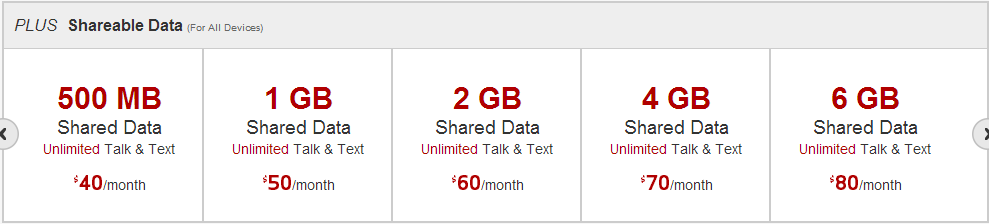 PLUS Shareable Data (For All Devices)
500 MB
Shared Data
Unlimited Talk & Text
$40/month
1 GB
Shared Data
Unlimited Talk & Text
$50/month
2 GB
Shared Data
Unlimited Talk & Text
$60/month
4 GB
Shared Data
Unlimited Talk & Text
$70/month
6 GB
Shared Data
Unlimited Talk & Text
$80/month